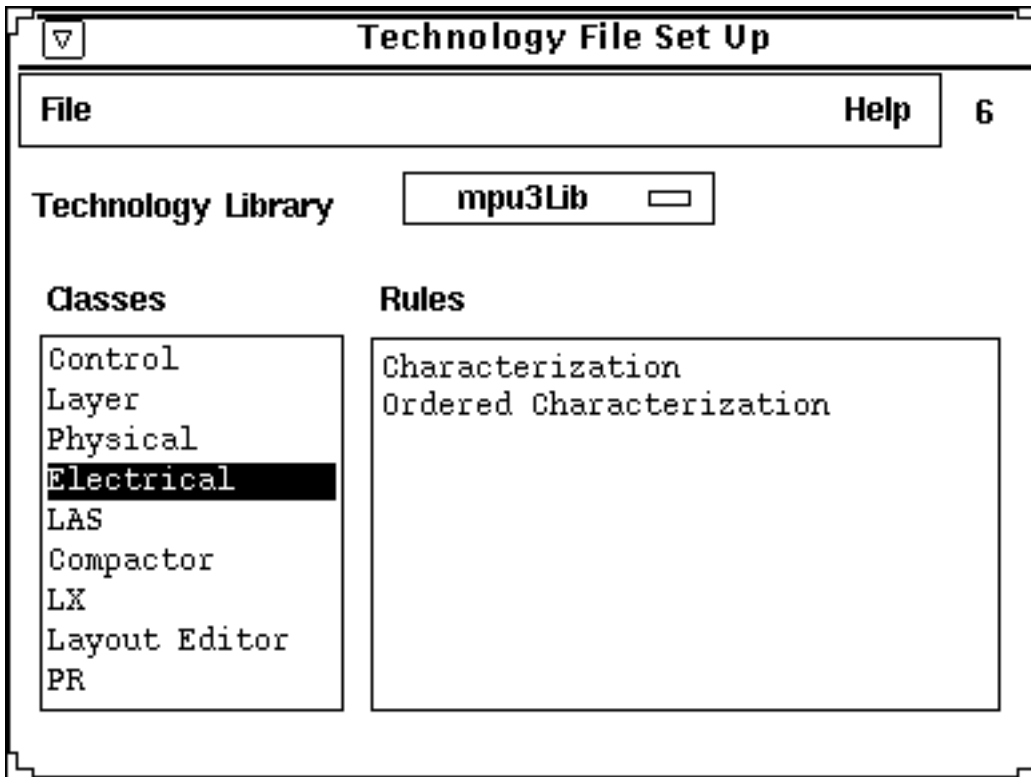 Technology File Set Up
File Help 6
Technology Library mpu3Lib
Classes Rules
Control
Layer
Physical
Electrical
LAS
Compactor
LX
Layout Editor
PR
Characterization
Ordered Characterization